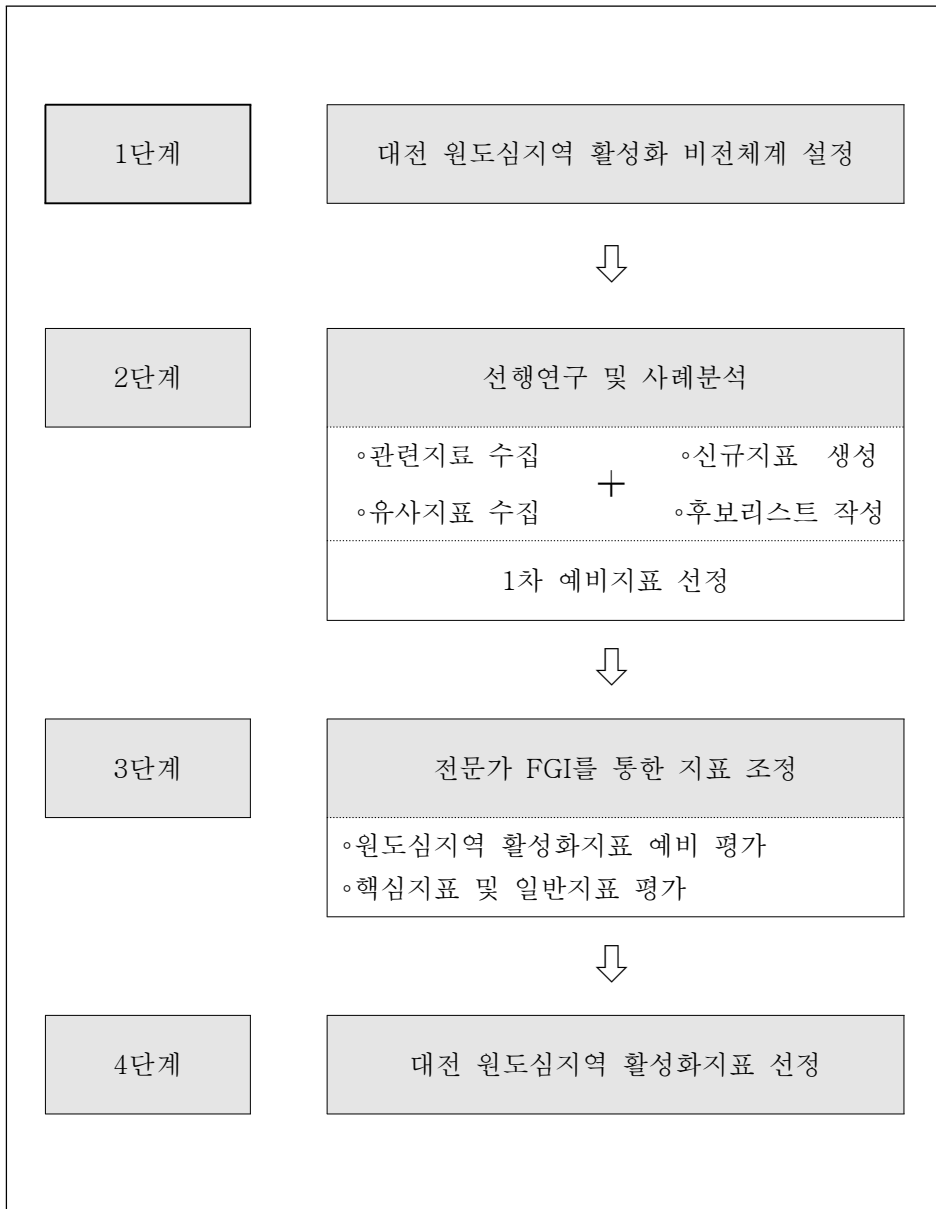 1단계
대전 원도심지역 활성화 비전체계 설정
2단계
선행연구 및 사례분석
◦관련지료 수집
◦유사지표 수집
+
◦신규지표 생성
◦후보리스트 작성
1차 예비지표 선정
3단계
전문가 FGI를 통한 지표 조정
◦원도심지역 활성화지표 예비 평가
◦핵심지표 및 일반지표 평가
4단계
대전 원도심지역 활성화지표 선정